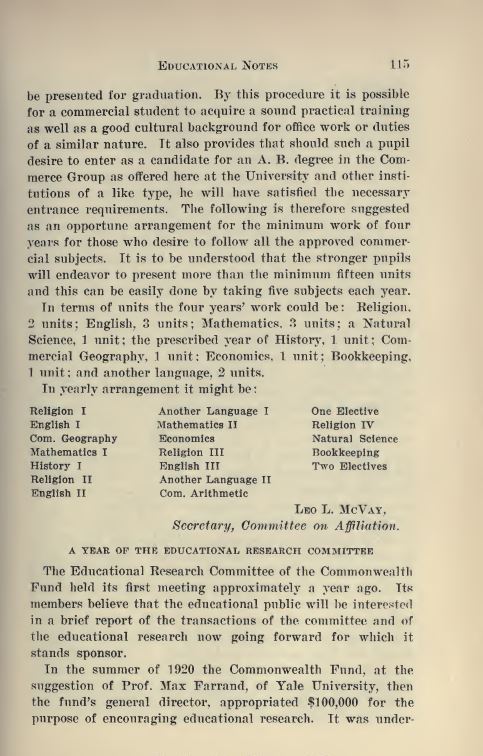 Educational Notes 115
be presented for graduation. By this procedure it is possible
for a commercial student to acquire a sound practical training
as well as a good cultural background for office work or duties
of a similar nature. It also provides that should such a pupil
desire to enter as a candidate for an A. B. degree in the Com-
merce Group as offered here at the University and other insti-
tutions of a like type, he will have satisfied the necessary
entrance requirements. The following is therefore suggested
as an opportune arrangement for the minimum work of four
years for those who desire to follow all the approved commer-
cial subjects. It is to be understood that the stronger pupils
will endeavor to present more than the minimum fifteen units
and this can be easily done by taking five subjects each year.
In terms of units the four years' work could be: Religion,
2 units; English, 3 units; Mathematics, 3 units; a Natural
Science, 1 unit; the prescribed year of History, 1 unit; Com-
mercial Geography, 1 unit; Economics, 1 unit; Bookkeeping,
1 unit; and another language, 2 units.
In yearly arrangement it might be:
Religion I
English I
Com. Geography
Mathematics I
History I
Religion II
English II
Another Language I
Mathematics II
Economics
Religion III
English III
Another Language II
Com. Arithmetic
One Elective
Religion IV
Natural Science
Bookkeeping
Two Electives
Leo L. McVay,
Secretary, Committee on Affiliation.
A YEAR OF THE EDUCATIONAL RESEARCH COMMITTEE
The Educational Research Committee of the Commonwealth
Fund held its first meeting approximately a year ago. Its
members believe that the educational public will be interested
in a brief report of the transactions of the committee and of
the educational research now going forward for which it
stands sponsor.
In the summer of 1920 the Commonwealth Fund, at the
suggestion of Prof. Max Farrand, of Yale University, then
the fund's general director, appropriated $100,000 for the
purpose of encouraging educational research. It was under-